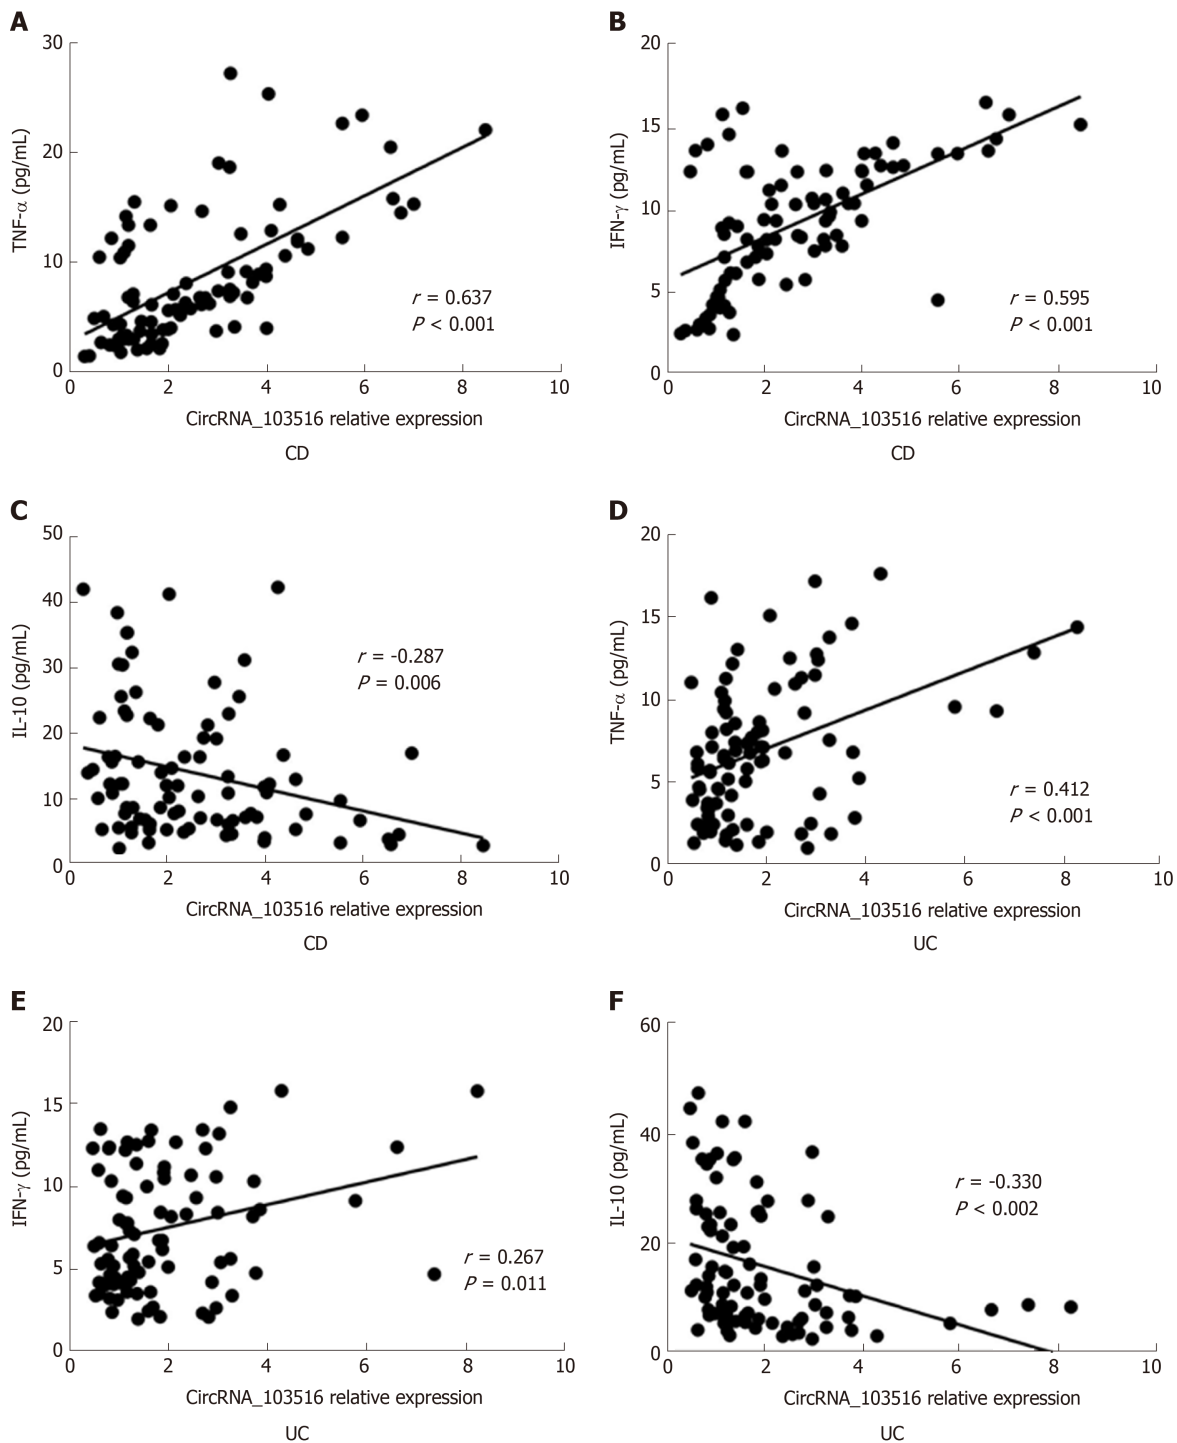 A
30
20
10
0
TNF-α (pg/mL)
r = 0.637
P < 0.001
0 2 4 6 8 10
CircRNA_103516 relative expression
CD
B
20
15
10
5
0
IFN-γ (pg/mL)
r = 0.595
P < 0.001
0 2 4 6 8 10
CircRNA_103516 relative expression
CD
C
50
40
30
20
10
0
IL-10 (pg/mL)
r = -0.287
P = 0.006
0 2 4 6 8 10
CircRNA_103516 relative expression
CD
D
20
15
10
5
0
TNF-α (pg/mL)
r = 0.412
P < 0.001
0 2 4 6 8 10
CircRNA_103516 relative expression
UC
E
20
15
10
5
0
IFN-γ (pg/mL)
r = 0.267
P = 0.011
0 2 4 6 8 10
CircRNA_103516 relative expression
UC
F
60
40
20
0
IL-10 (pg/mL)
r = -0.330
P < 0.002
0 2 4 6 8 10
CircRNA_103516 relative expression
UC